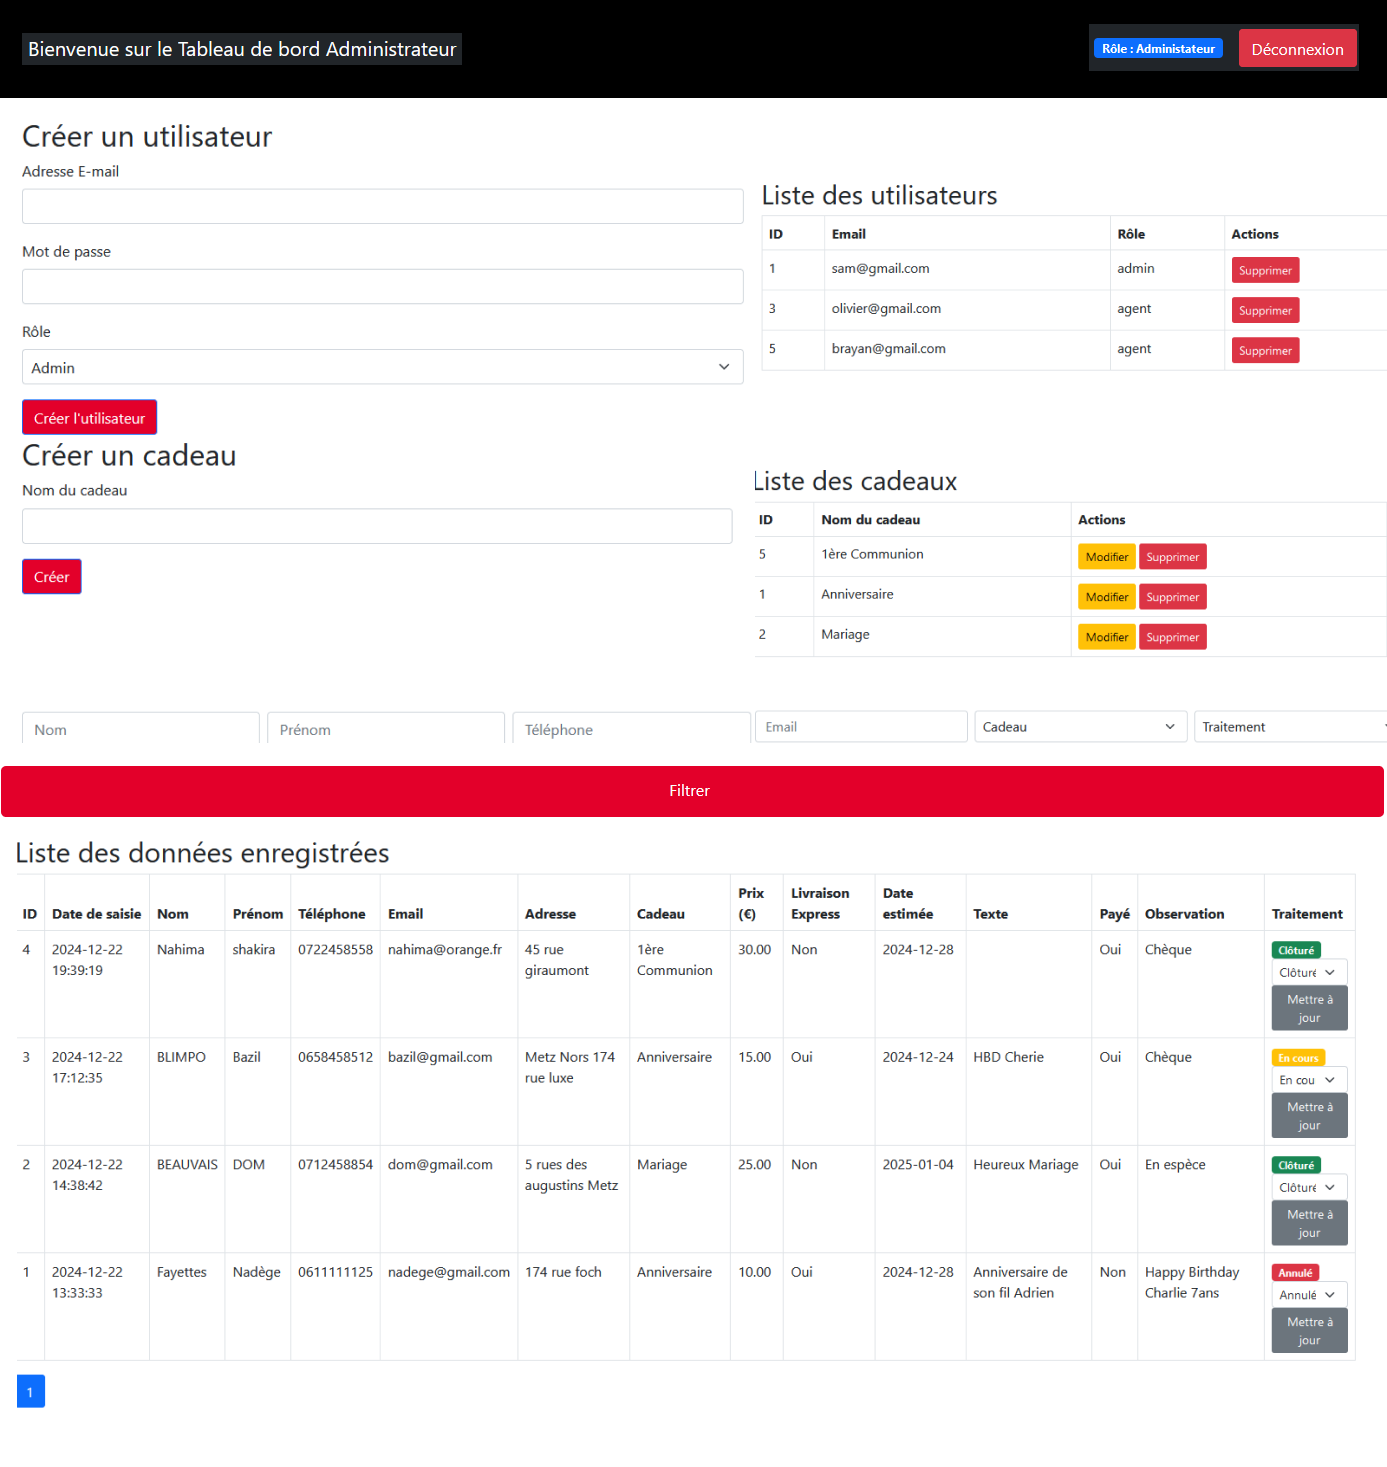 Bienvenue sur le Tableau de bord Administrateur
Rôle : Administateur
Déconnexion
Créer un utilisateur
Adresse E-mail
Mot de passe
Rôle
Admin
Créer l'utilisateur
Liste des utilisateurs
ID Email Rôle Actions
1 sam@gmail.com admin Supprimer
3 olivier@gmail.com agent Supprimer
5 brayan@gmail.com agent Supprimer
Créer un cadeau
Nom du cadeau
Créer
Liste des cadeaux
ID Nom du cadeau Actions
5 1ère Communion Modifier Supprimer
1 Anniversaire Modifier Supprimer
2 Mariage Modifier Supprimer
Nom Prénom Téléphone Email Cadeau Traitement
Filtrer
Liste des données enregistrées
Prix Livraison Date
ID Date de saisie Nom Prénom Téléphone Email Adresse Cadeau (€) Express estimée Texte Payé Observation Traitement
4 2024-12-22 Nahima shakira 0722458558 nahima@orange.fr 45 rue 1ère 30.00 Non 2024-12-28 Oui Chèque Clôturé
19:39:19 giraumont Communion Clôturé
Mettre à
jour
3 2024-12-22 BLIMPO Bazil 0658458512 bazil@gmail.com Metz Nors 174 Anniversaire 15.00 Oui 2024-12-24 HBD Cherie Oui Chèque En cours
17:12:35 rue luxe En cou
Mettre à
jour
2 2024-12-22 BEAUVAIS DOM 0712458854 dom@gmail.com 5 rues des Mariage 25.00 Non 2025-01-04 Heureux Mariage Oui En espèce Clôturé
14:38:42 augustins Metz Clôturé
Mettre à
jour
1 2024-12-22 Fayettes Nadège 0611111125 nadege@gmail.com 174 rue foch Anniversaire 10.00 Oui 2024-12-28 Anniversaire de Non Happy Birthday Annulé
13:33:33 son fil Adrien Charlie 7ans Annulé
Mettre à
jour
1